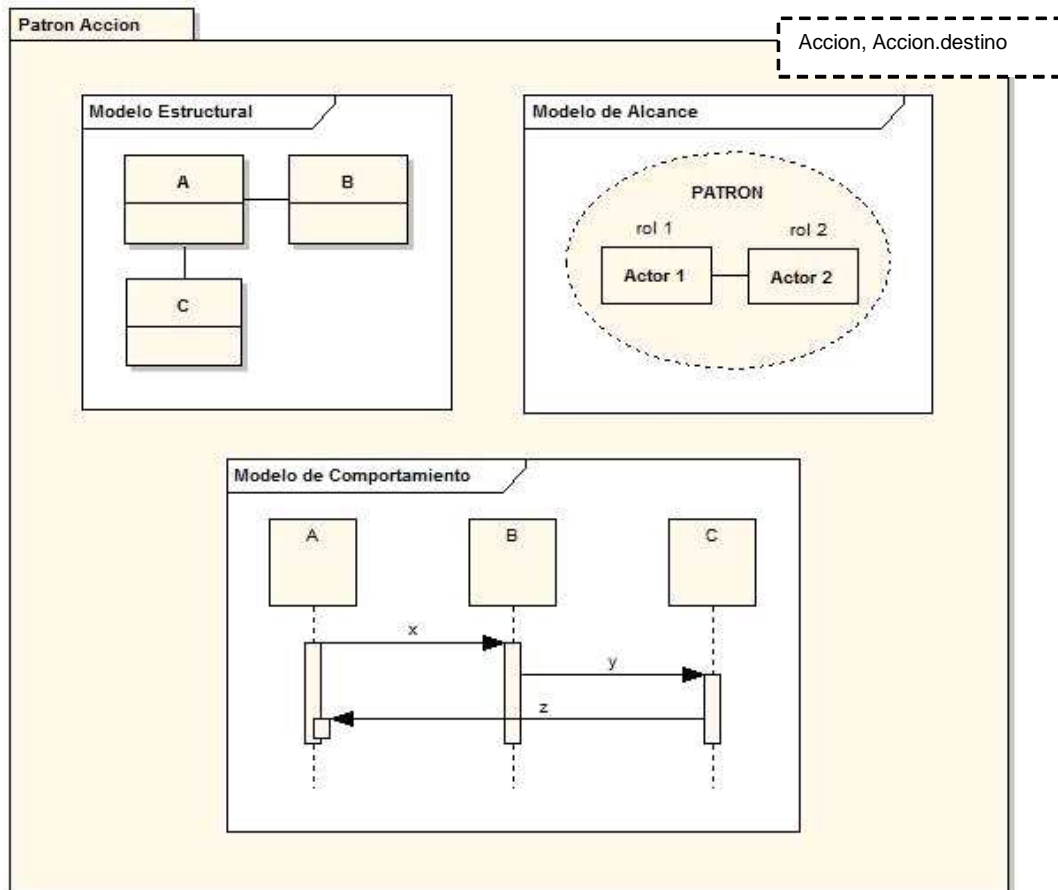 Patron Accion
Accion, Accion.destino
Modelo Estructural
A
B
C
Modelo de Alcance
PATRON
rol 1
rol 2
Actor 1
Actor 2
Modelo de Comportamiento
A
B
C
x
y
z